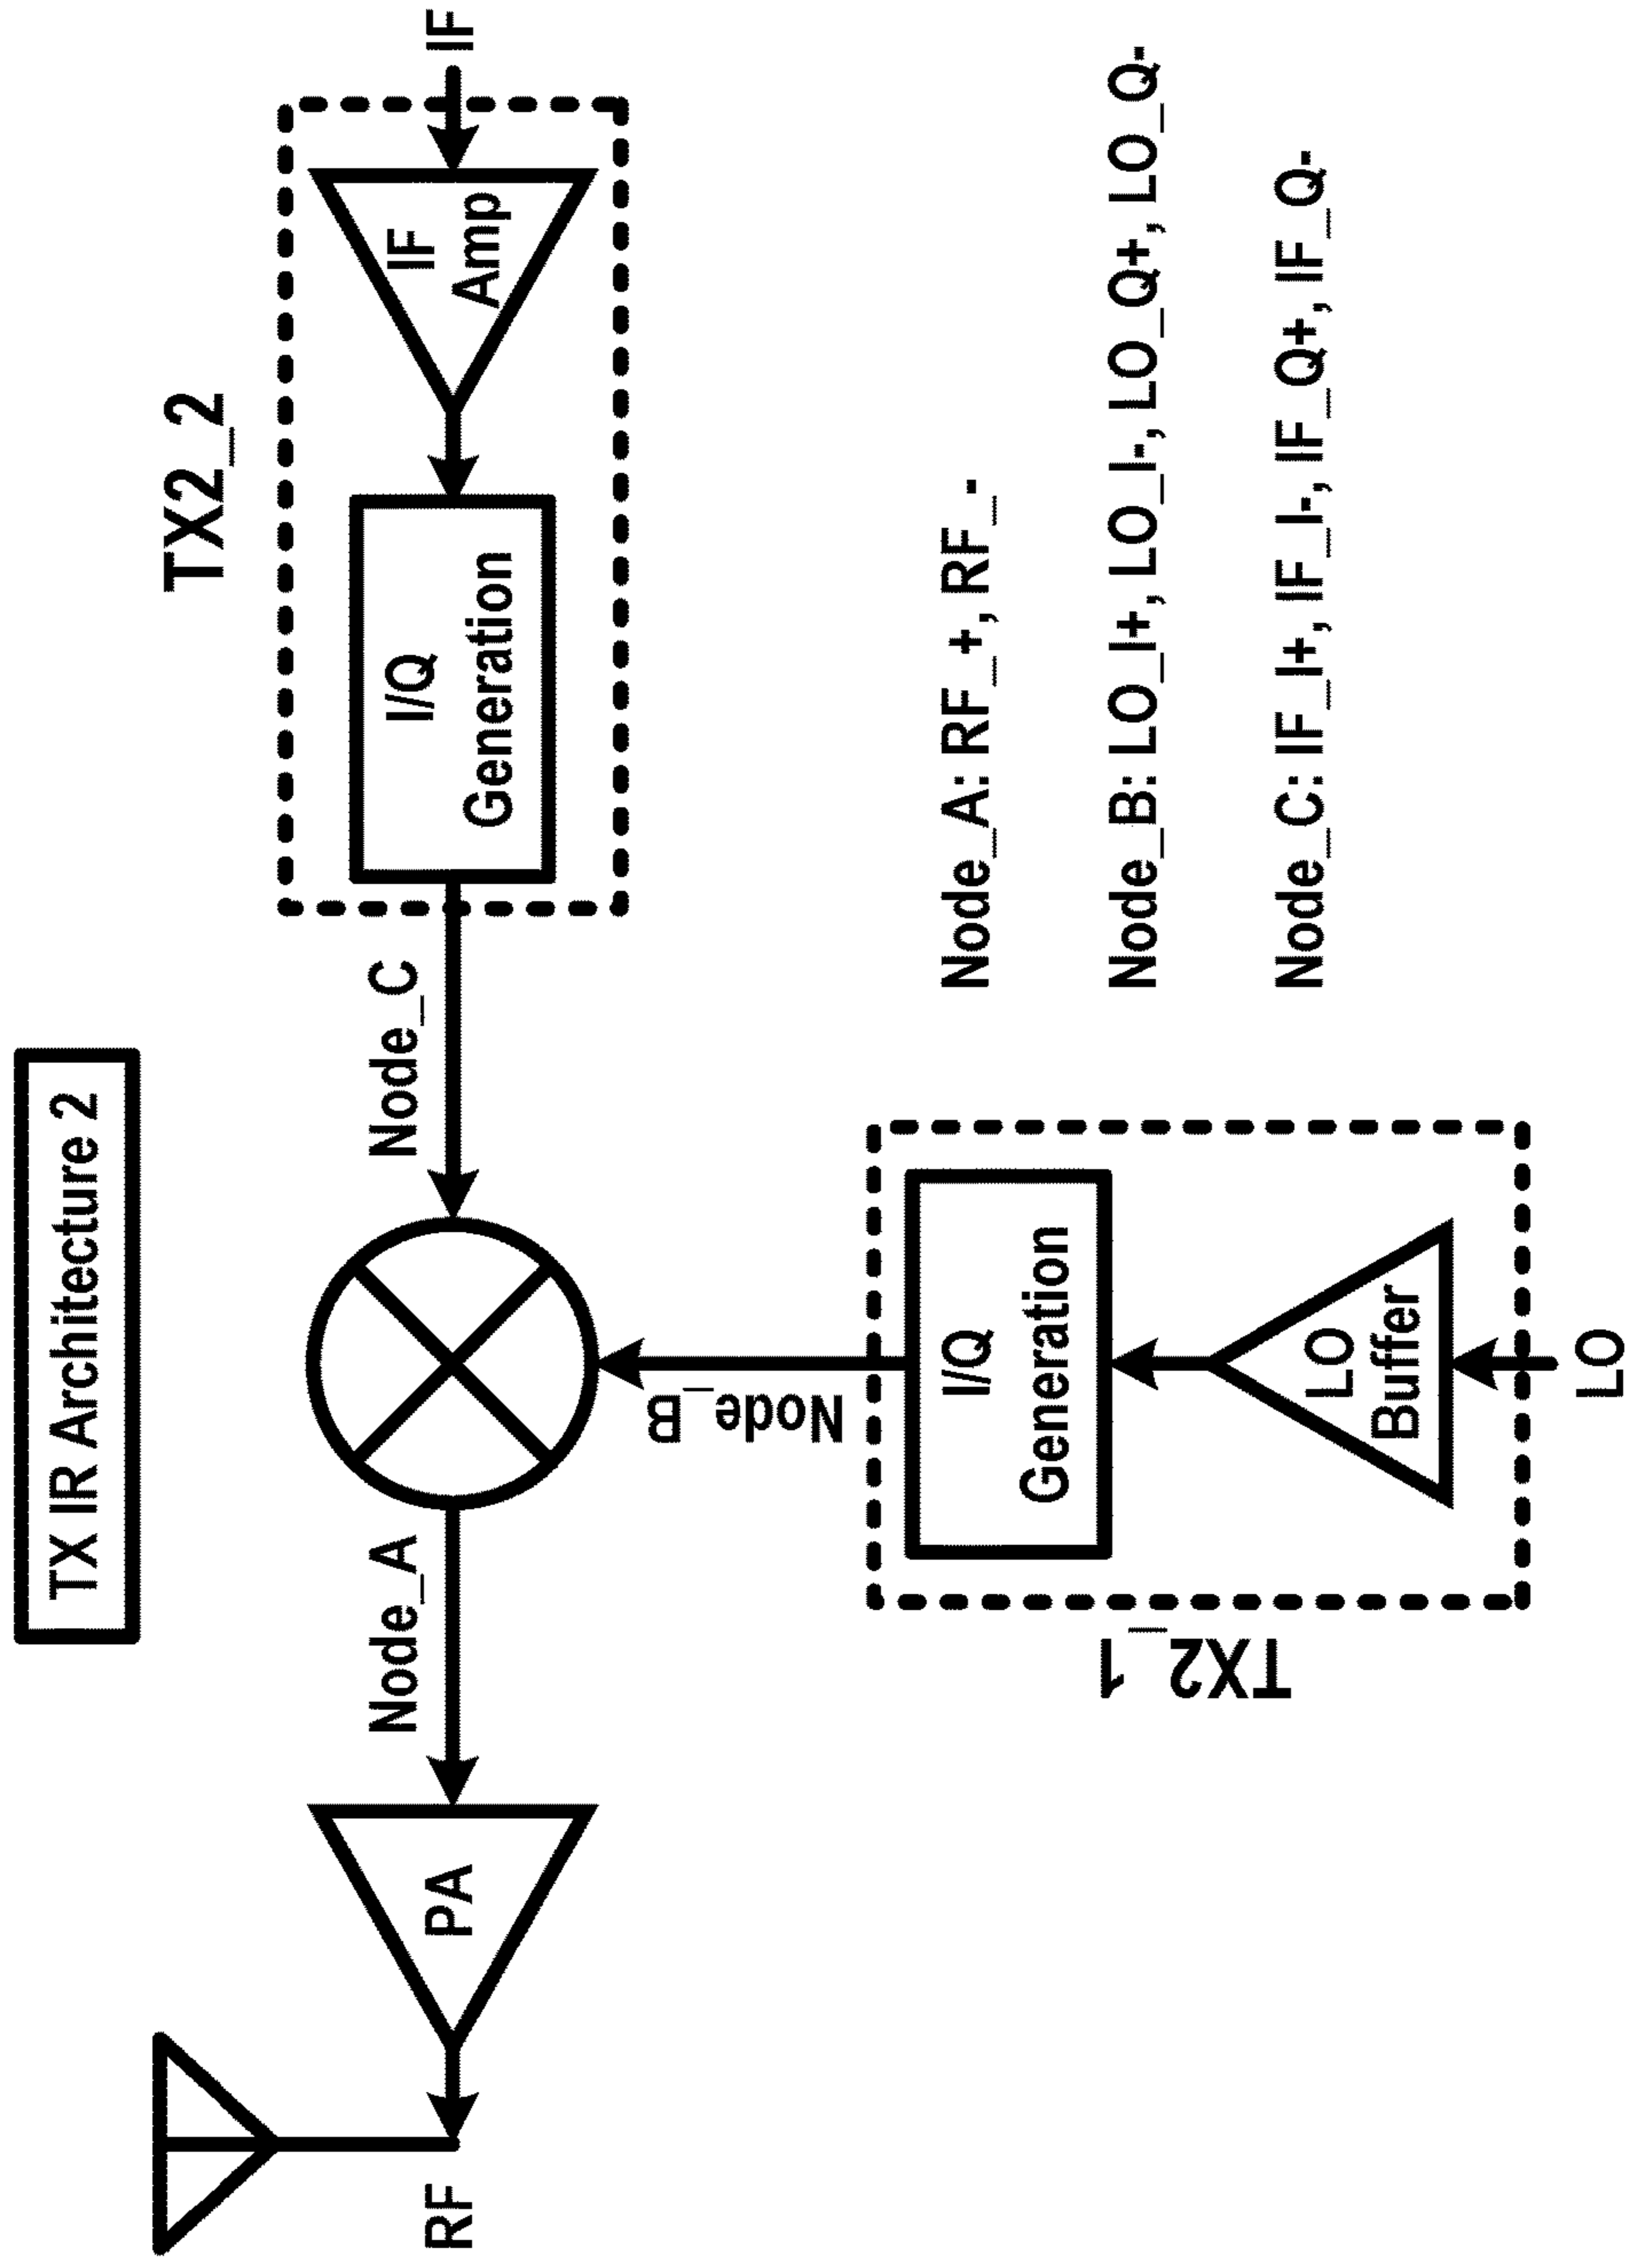 TX IR Architecture 2
TX2_2
RF
PA
Node_A
Node_C
I/Q
Generation
IF
Amp
IF
Node_B
TX2_1
I/Q
Generation
LO
Buffer
LO
Node_A: RF_+, RF_-
Node_B: LO_I+, LO_I-, LO_Q+, LO_Q-
Node_C: IF_I+, IF_I-, IF_Q+, IF_Q-